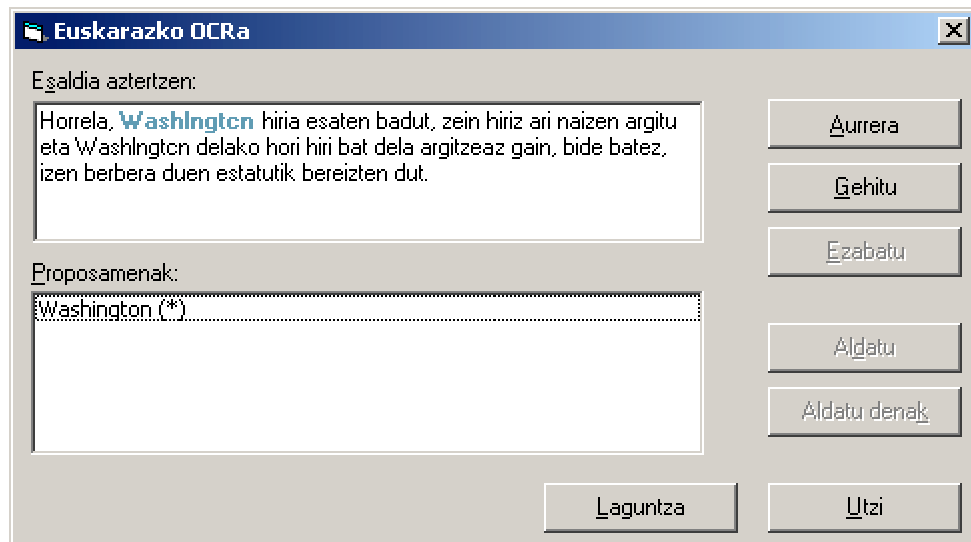 Euskarazko OCRa
Esaldia aztertzen:
Horrela, Washlngtcn hiria esaten badut, zein hiriz ari naizen argitu
eta Washlngtcn delako hori hiri bat dela argitzeaz gain, bide batez,
izen berbera duen estatutik bereizten dut.
Aurrera
Gehitu
Ezabatu
Proposamenak:
Washington (*)
Aldatu
Aldatu denak
Laguntza
Utzi